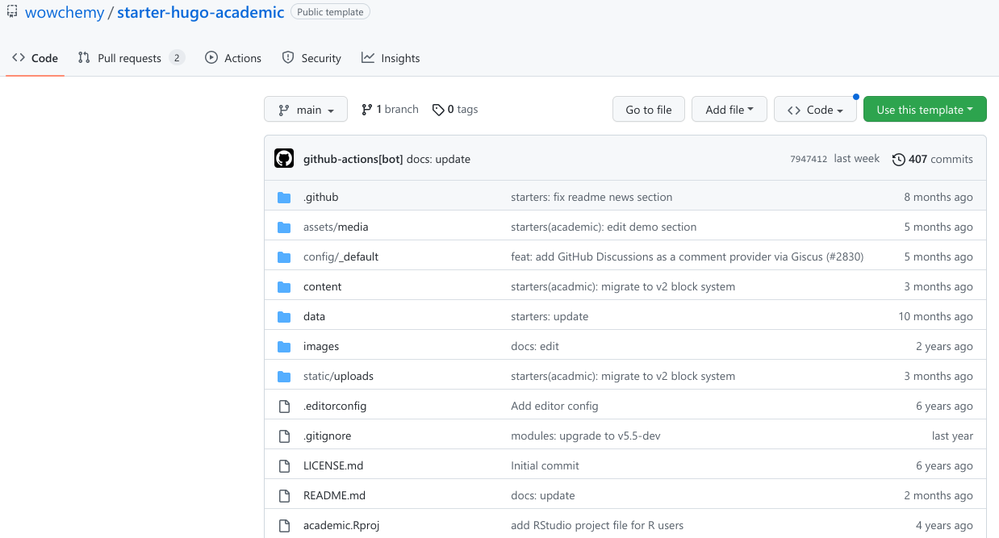 wowchemy / starter-hugo-academic Public template
Code Pull requests 2 Actions Security Insights
main 1 branch 0 tags Go to file Add file Code Use this template
github-actions[bot] docs: update 7947412 last week 407 commits
.github starters: fix readme news section 8 months ago
assets/media starters(academic): edit demo section 5 months ago
config/_default feat: add GitHub Discussions as a comment provider via Giscus (#2830) 5 months ago
content starters(acadmic): migrate to v2 block system 3 months ago
data starters: update 10 months ago
images docs: edit 2 years ago
static/uploads starters(acadmic): migrate to v2 block system 3 months ago
.editorconfig Add editor config 6 years ago
.gitignore modules: upgrade to v5.5-dev last year
LICENSE.md Initial commit 6 years ago
README.md docs: update 2 months ago
academic.Rproj add RStudio project file for R users 4 years ago